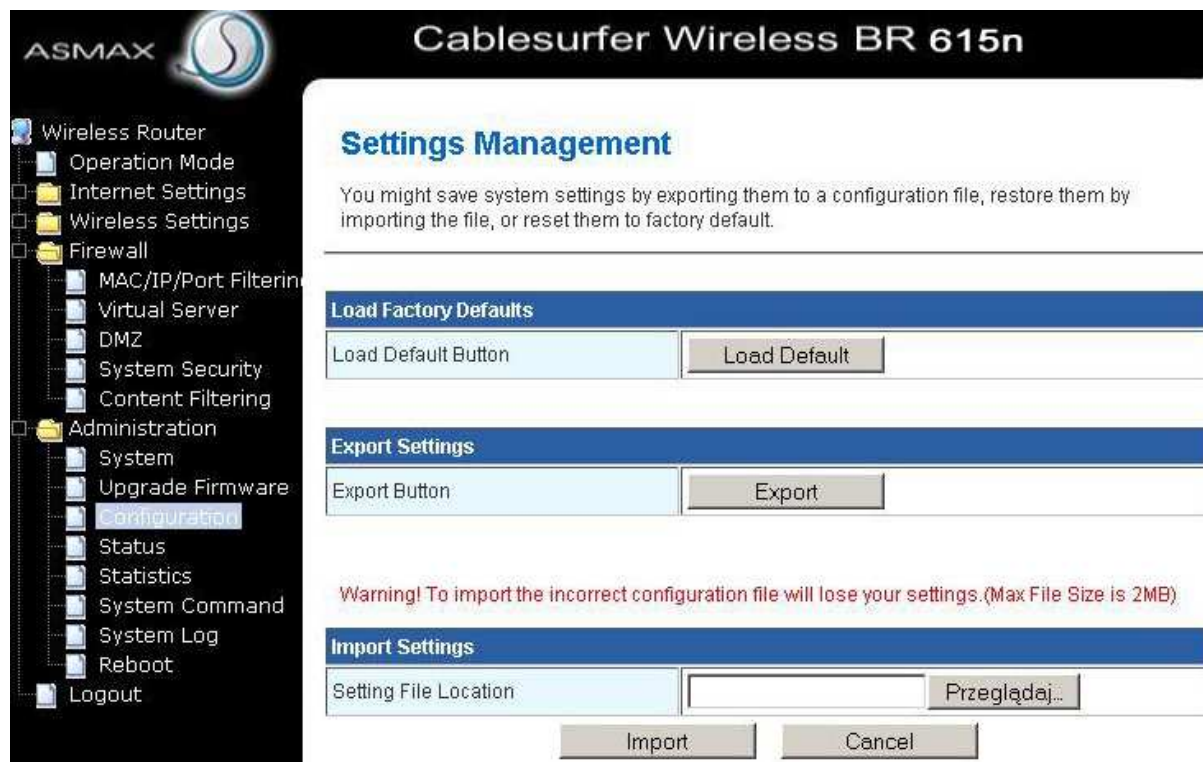 ASMAX
Cablesurfer Wireless BR 615n
Wireless Router
Operation Mode
Internet Settings
Wireless Settings
Firewall
MAC/IP/Port Filterin
Virtual Server
DMZ
System Security
Content Filtering
Administration
System
Upgrade Firmware
Configuration
Status
Statistics
System Command
System Log
Reboot
Logout
Settings Management
You might save system settings by exporting them to a configuration file, restore them by
importing the file, or reset them to factory default.
Load Factory Defaults
Load Default Button
Load Default
Export Settings
Export Button
Export
Warning! To import the incorrect configuration file will lose your settings.(Max File Size is 2MB)
Import Settings
Setting File Location
Przeglądaj...
Import
Cancel